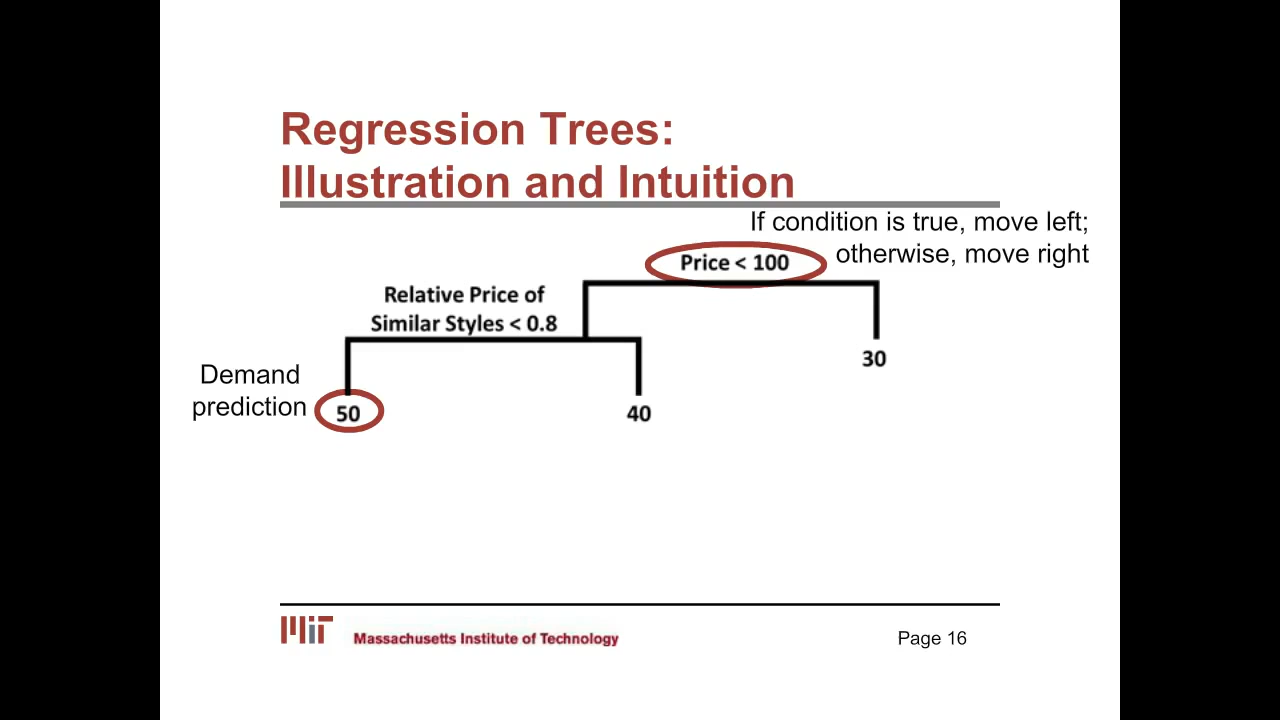 Regression Trees:
Illustration and Intuition
If condition is true, move left;
otherwise, move right
Price < 100
Relative Price of
Similar Styles < 0.8
30
Demand
prediction
50
40
MIT
Massachusetts Institute of Technology
Page 16